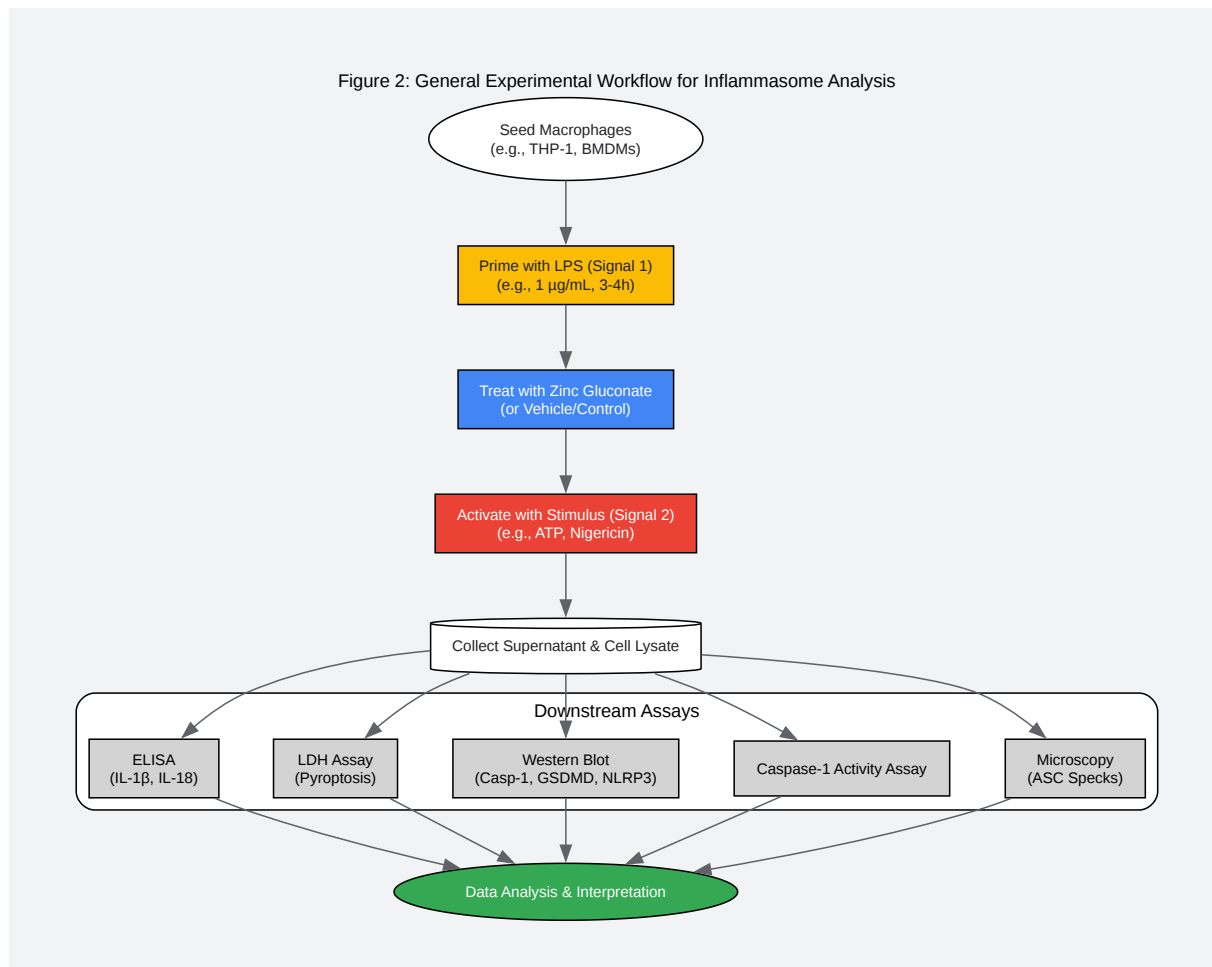 Figure 2: General Experimental Workflow for Inflammasome Analysis
Seed Macrophages
(e.g., THP-1, BMDMs)
Prime with LPS (Signal 1)
(e.g., 1 µg/mL, 3-4h)
Treat with Zinc Gluconate
(or Vehicle/Control)
Activate with Stimulus (Signal 2)
(e.g., ATP, Nigericin)
Collect Supernatant & Cell Lysate
Downstream Assays
ELISA
(IL-1β, IL-18)
LDH Assay
(Pyroptosis)
Western Blot
(Casp-1, GSDMD, NLRP3)
Caspase-1 Activity Assay
Microscopy
(ASC Specks)
Data Analysis & Interpretation